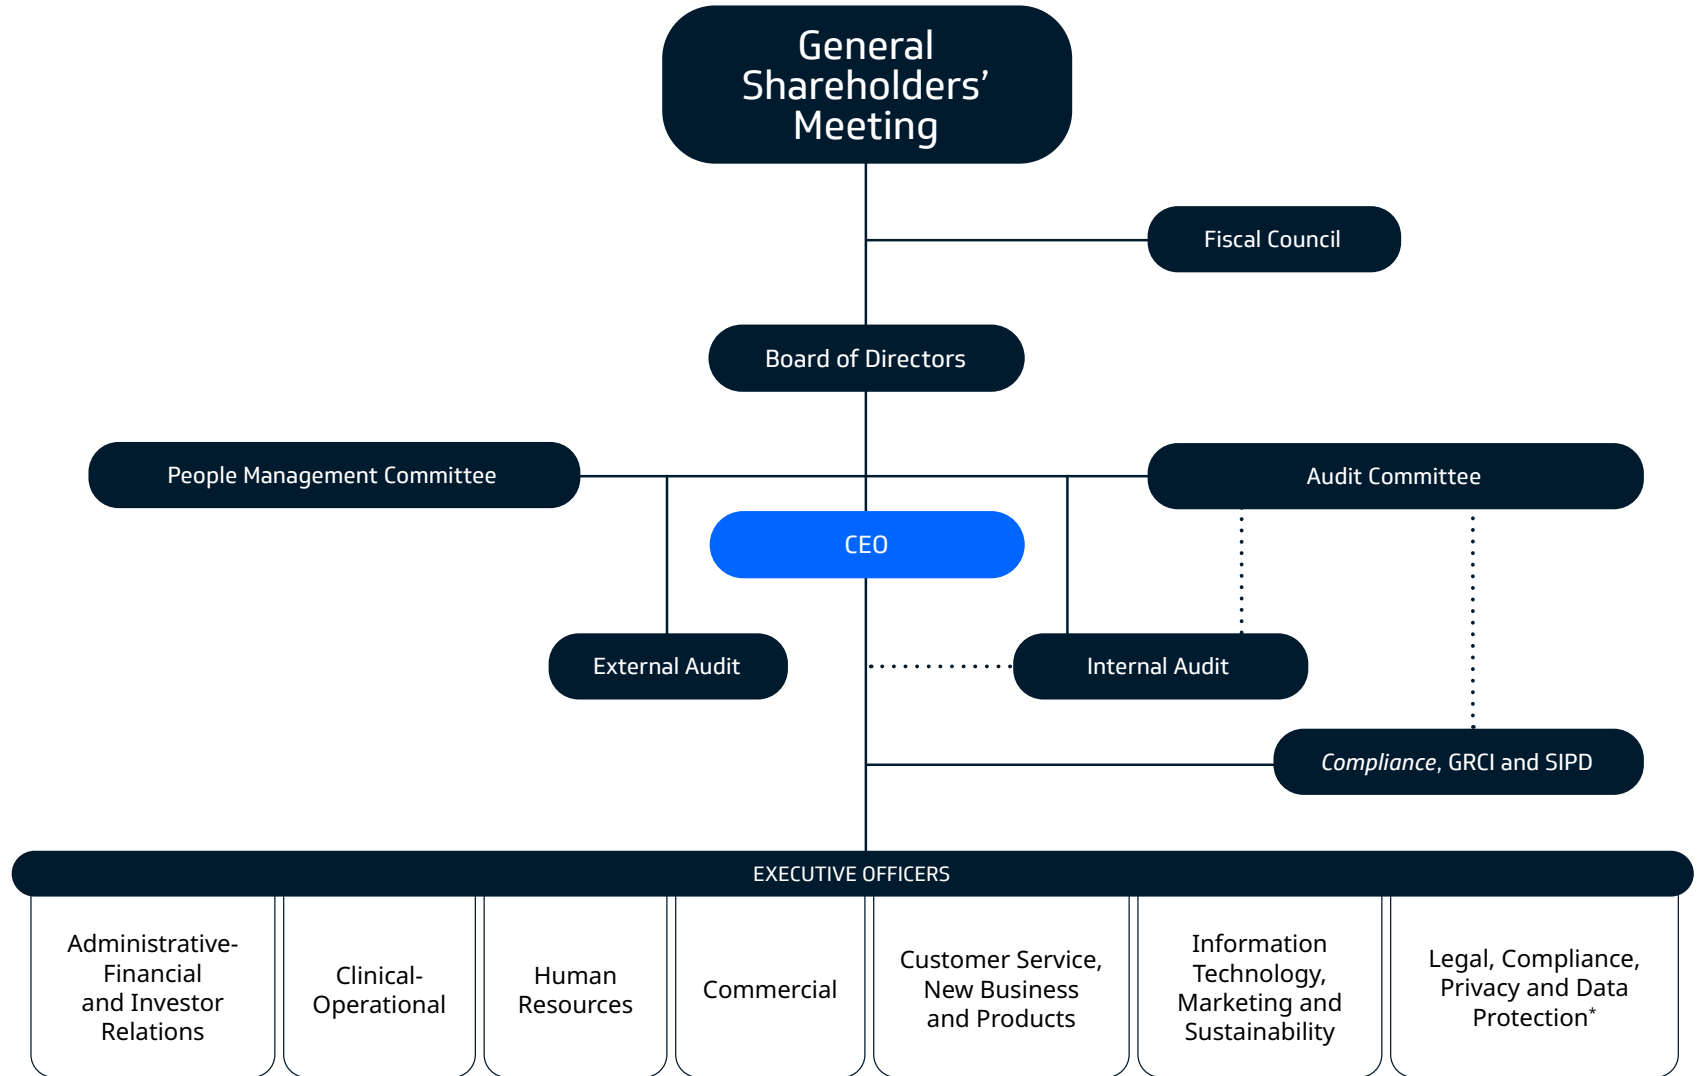 General
Shareholders’
Meeting
Fiscal Council
Board of Directors
People Management Committee
Audit Committee
CEO
External Audit
Internal Audit
Compliance, GRCI and SIPD
EXECUTIVE OFFICERS
Administrative-
Financial
and Investor
Relations
Clinical-
Operational
Human
Resources
Commercial
Customer Service,
New Business
and Products
Information
Technology,
Marketing and
Sustainability
Legal, Compliance,
Privacy and Data
Protection*